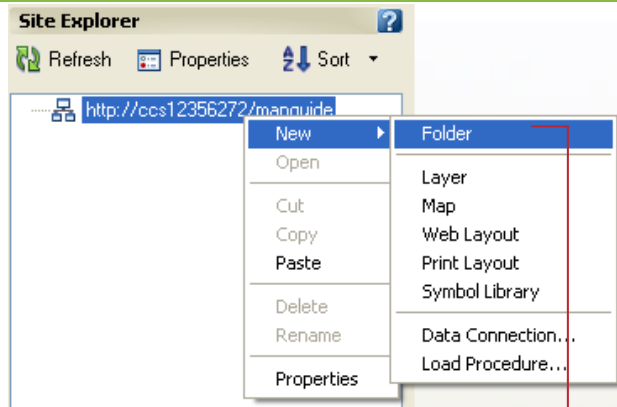 Site Explorer
?
Refresh Properties A Z Sort
http://ccs12356272/mapguide
New
Open
Cut
Copy
Paste
Delete
Rename
Properties
Folder
Layer
Map
Web Layout
Print Layout
Symbol Library
Data Connection...
Load Procedure...